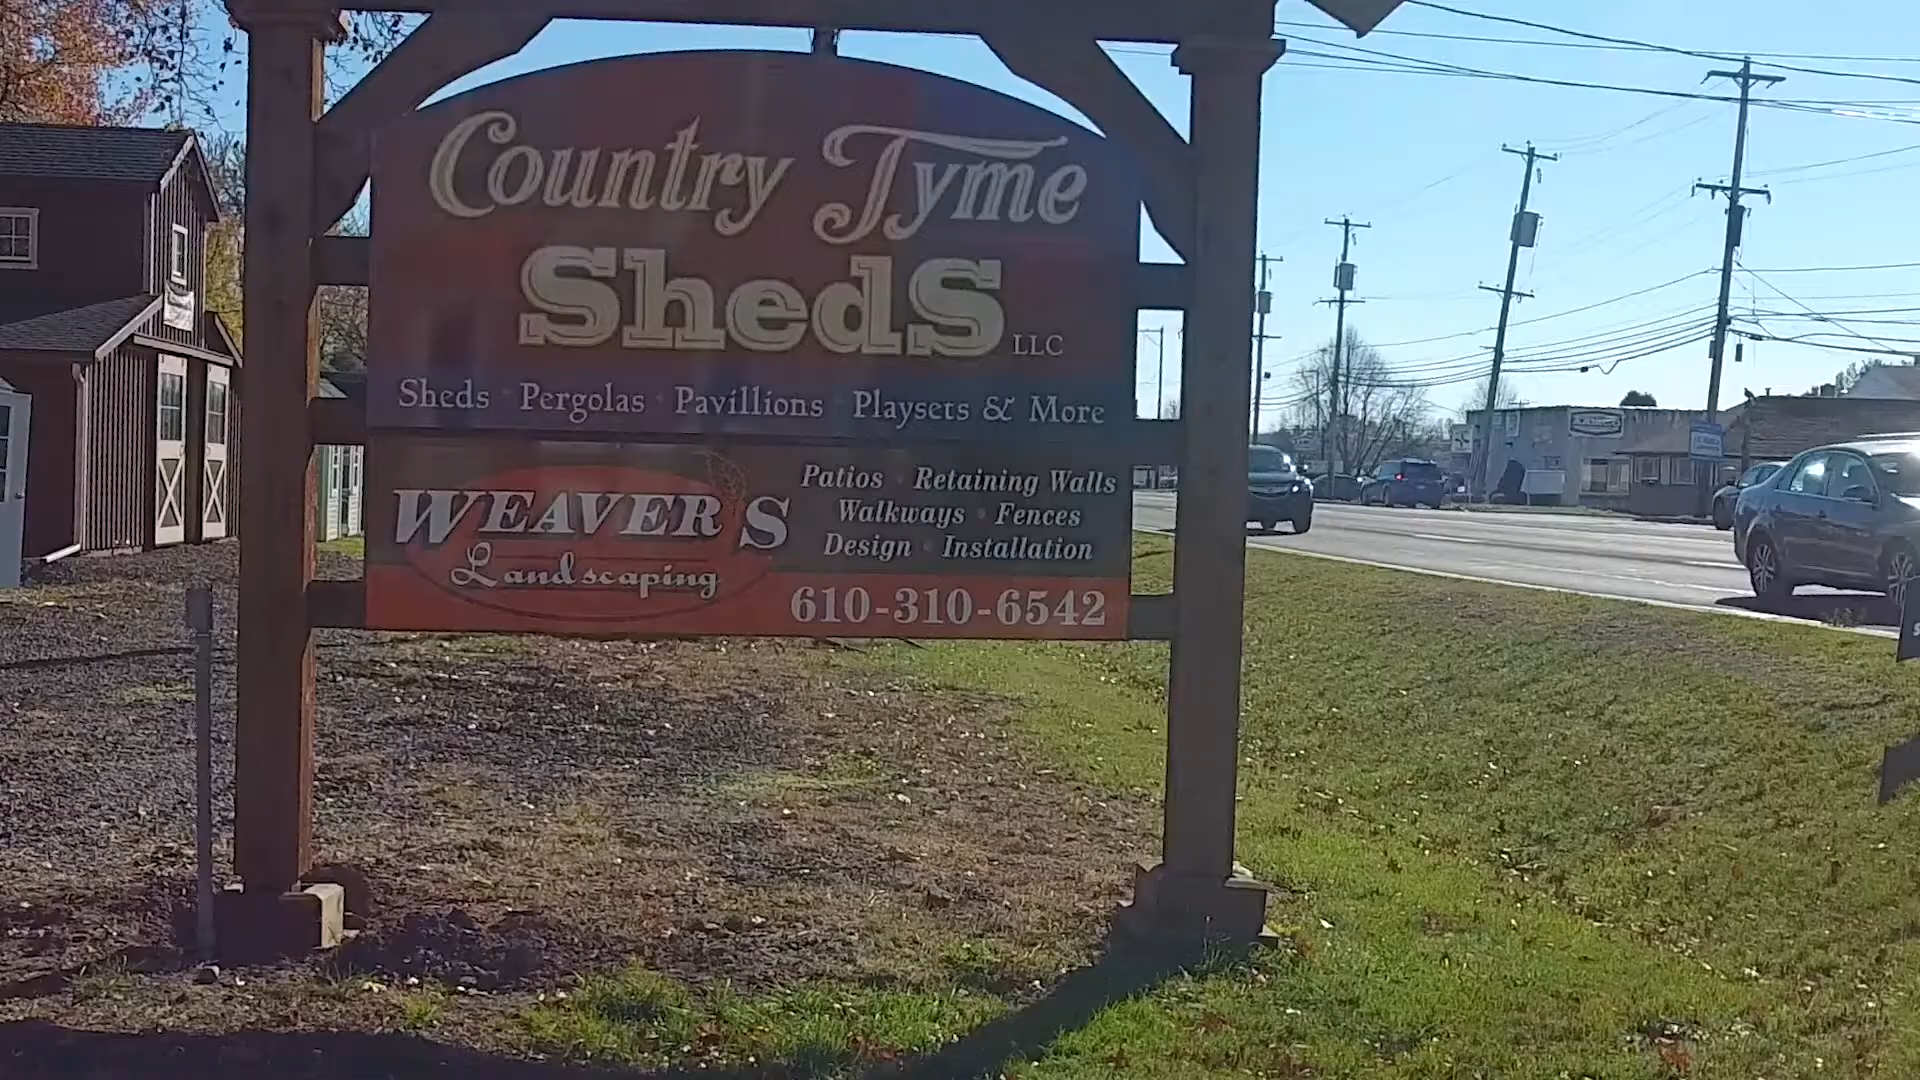 Country Tyme
Sheds LLC
Sheds · Pergolas · Pavillions · Playsets & More
WEAVER'S
Landscaping
Patios · Retaining Walls
Walkways · Fences
Design · Installation
610-310-6542